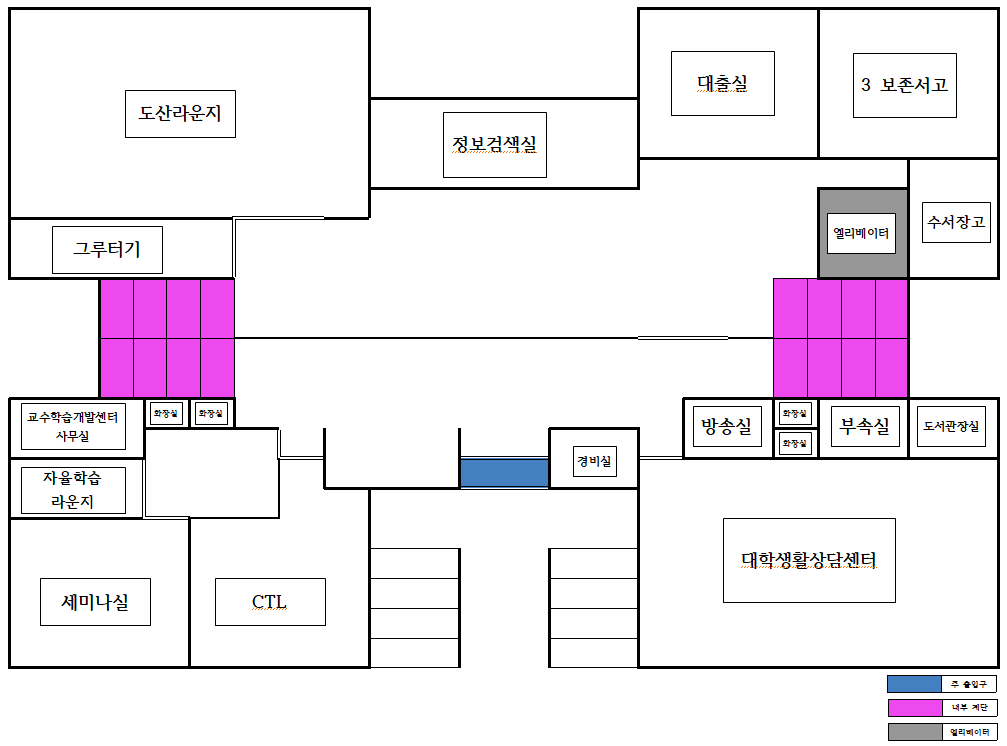 대출실
3 보존서고
도산라운지
정보검색실
수서장고
엘리베이터
그루터기
교수학습개발센터
사무실
화장실
화장실
방송실
화장실
부속실
도서관장실
화장실
경비실
자율학습
라운지
대학생활상담센터
세미나실
CTL
주 출입구
내부 계단
엘리베이터